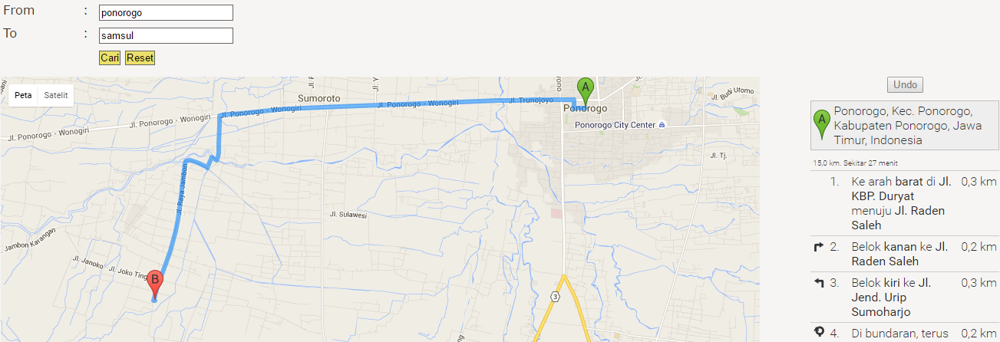 From : ponorogo
To : samsul
Cari Reset
Peta Satelit
Sumoroto
Jl. Ponorogo - Wonogiri
Jl. Ponorogo - Wonogiri
Jl. Ponorogo - Wonogiri
Jl. Trunojoyo
A
Ponorogo
Ponorogo City Center
Jl. Budi Utomo
Jl. Tj.
Jl. Raya Jambon
Jl. Sulawesi
Jambon Karangan
Jl. Janoko
Jl. Joko Ting
B
3
Undo
A
Ponorogo, Kec. Ponorogo,
Kabupaten Ponorogo, Jawa
Timur, Indonesia
15,0 km. Sekitar 27 menit
1. Ke arah barat di Jl. 0,3 km
KBP. Duryat
menuju Jl. Raden
Saleh
2. Belok kanan ke Jl. 0,2 km
Raden Saleh
3. Belok kiri ke Jl. 0,3 km
Jend. Urip
Sumoharjo
4. Di bundaran, terus 0,2 km